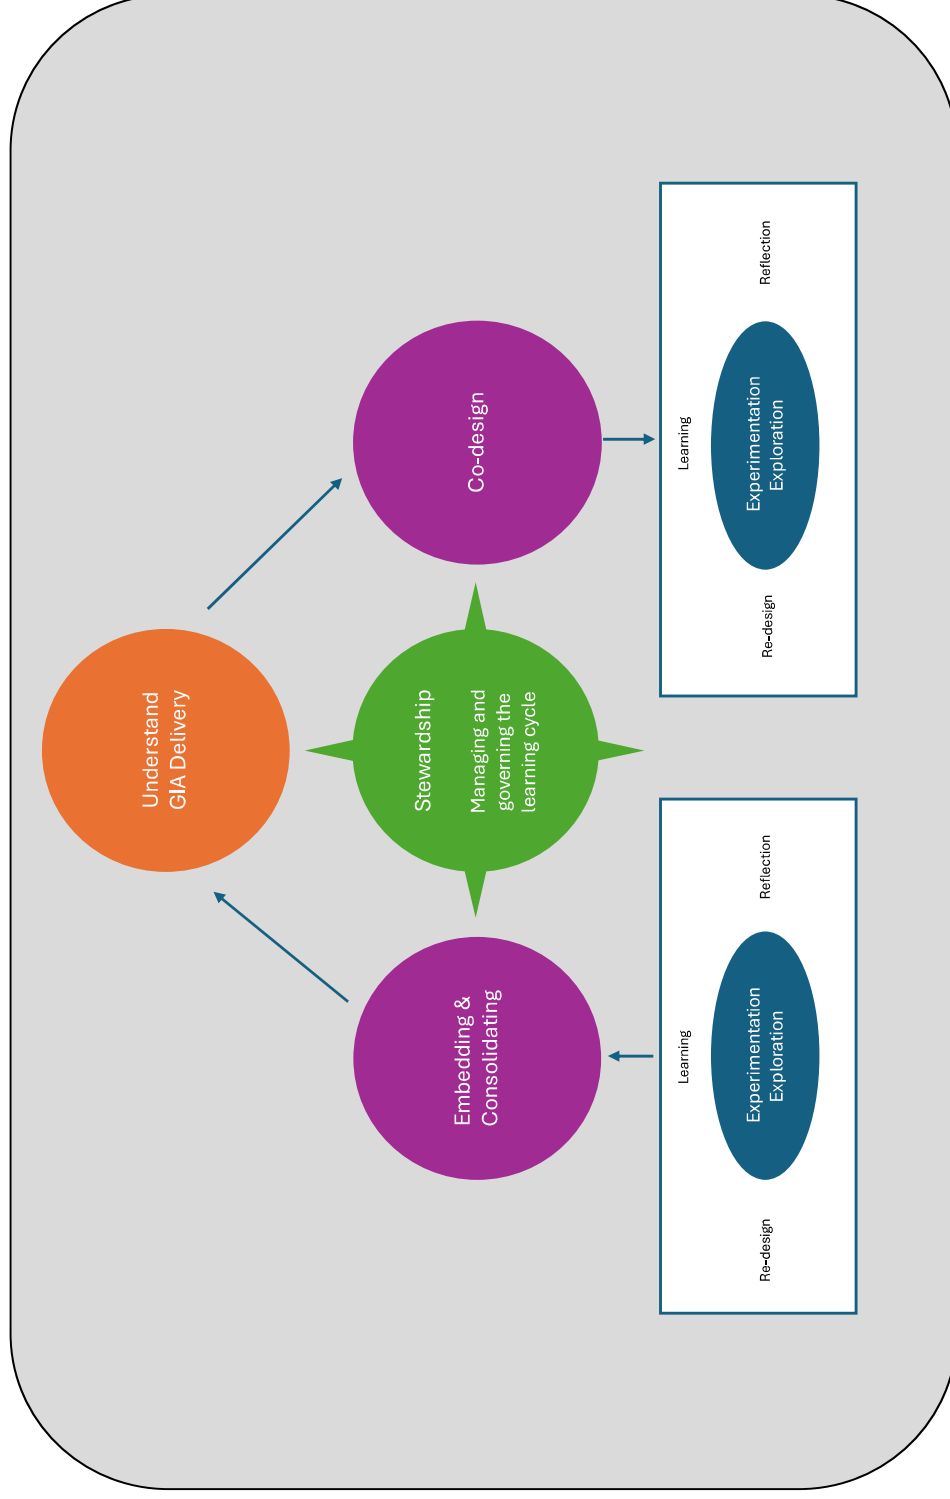 Understand
GIA Delivery
Embedding &
Consolidating
Stewardship
Managing and
governing the
learning cycle
Co-design
Learning
Re-design
Experimentation
Exploration
Reflection
Learning
Re-design
Experimentation
Exploration
Reflection